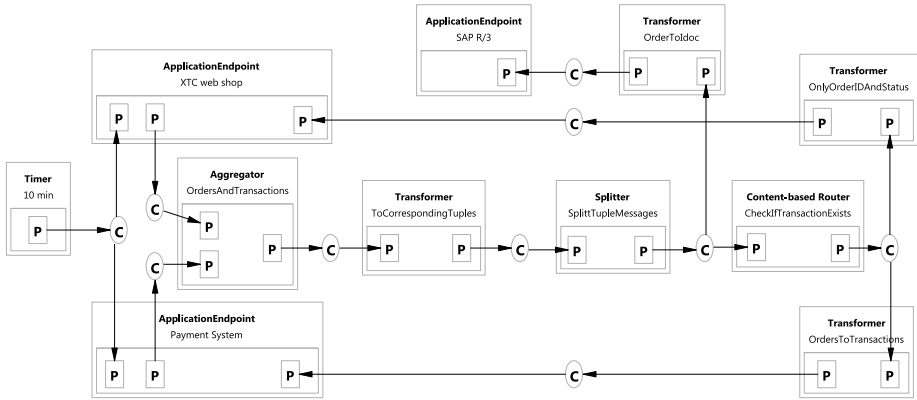 ApplicationEndpoint
SAP R/3
P
C
Transformer
OrderToIdoc
P
P
ApplicationEndpoint
XTC web shop
P
P
P
C
Transformer
OnlyOrderIDAndStatus
P
P
Timer
10 min
P
C
C
Aggregator
OrdersAndTransactions
P
P
P
C
C
Transformer
ToCorrespondingTuples
P
P
C
Splitter
SplittTupleMessages
P
P
C
Content-based Router
CheckIfTransactionExists
P
P
C
ApplicationEndpoint
Payment System
P
P
P
C
Transformer
OrdersToTransactions
P
P